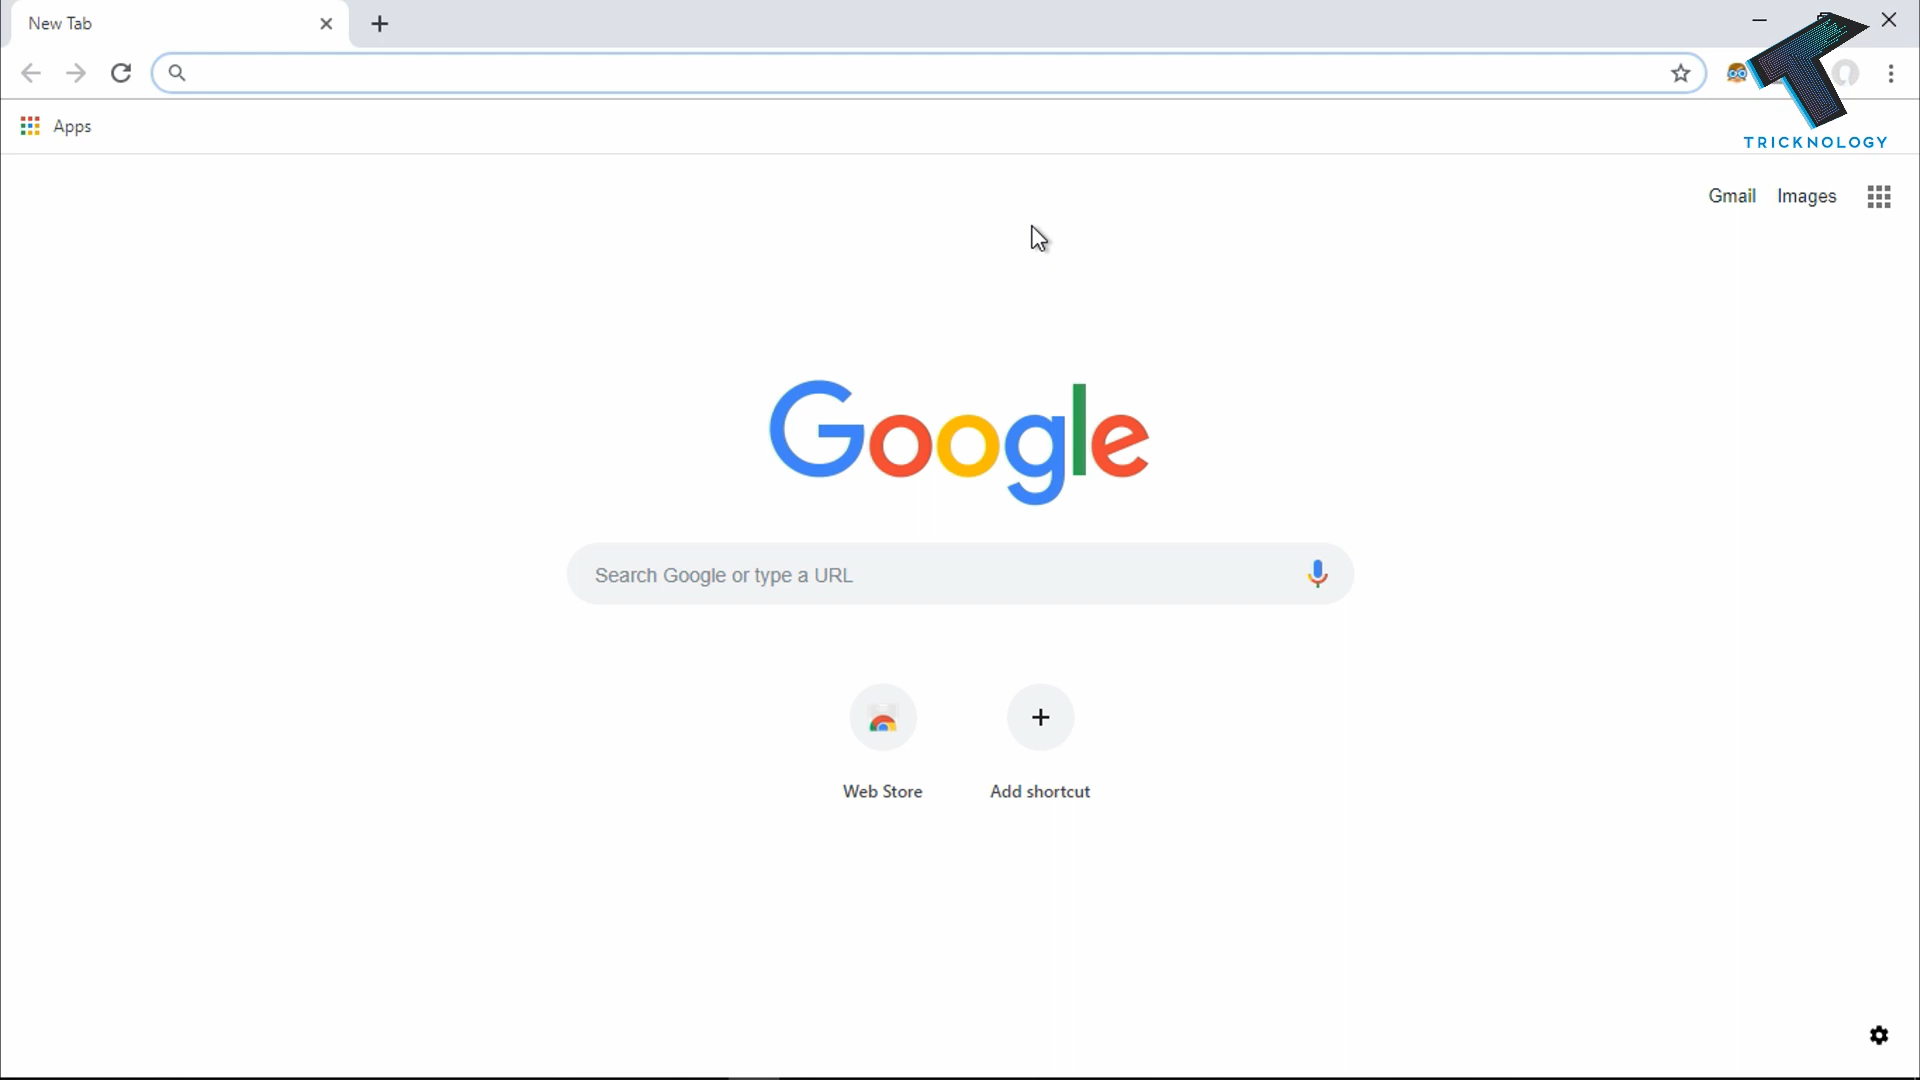 New Tab
Apps
TRICKNOLOGY
Gmail
Images
Google
Search Google or type a URL
Web Store
Add shortcut